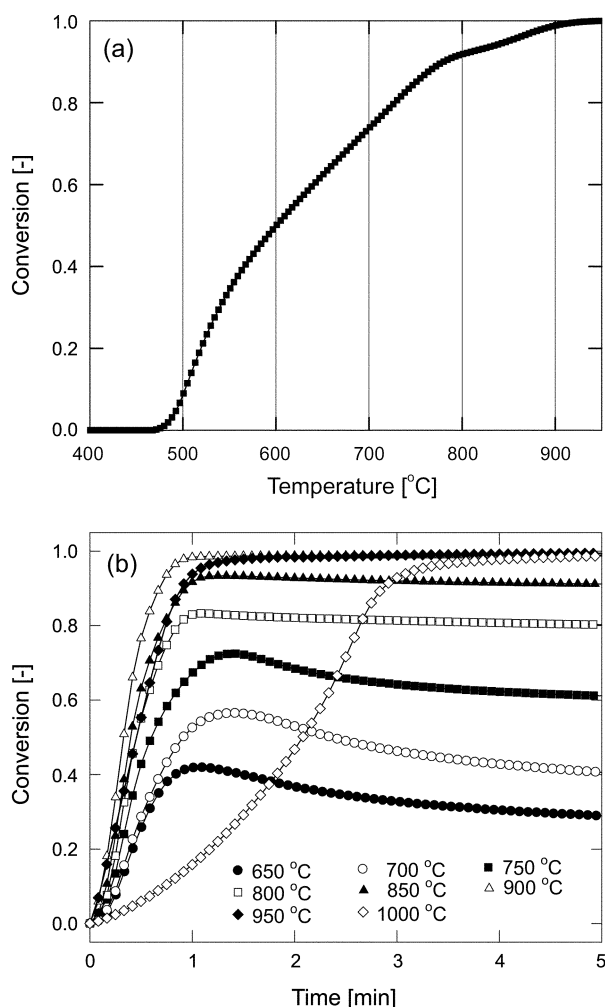 (a)
1.0
0.8
0.6
0.4
0.2
0.0
Conversion [-]
400 500 600 700 800 900
Temperature [°C]
(b)
1.0
0.8
0.6
0.4
0.2
0.0
Conversion [-]
650 °C 700 °C 750 °C
800 °C 850 °C 900 °C
950 °C 1000 °C
0 1 2 3 4 5
Time [min]